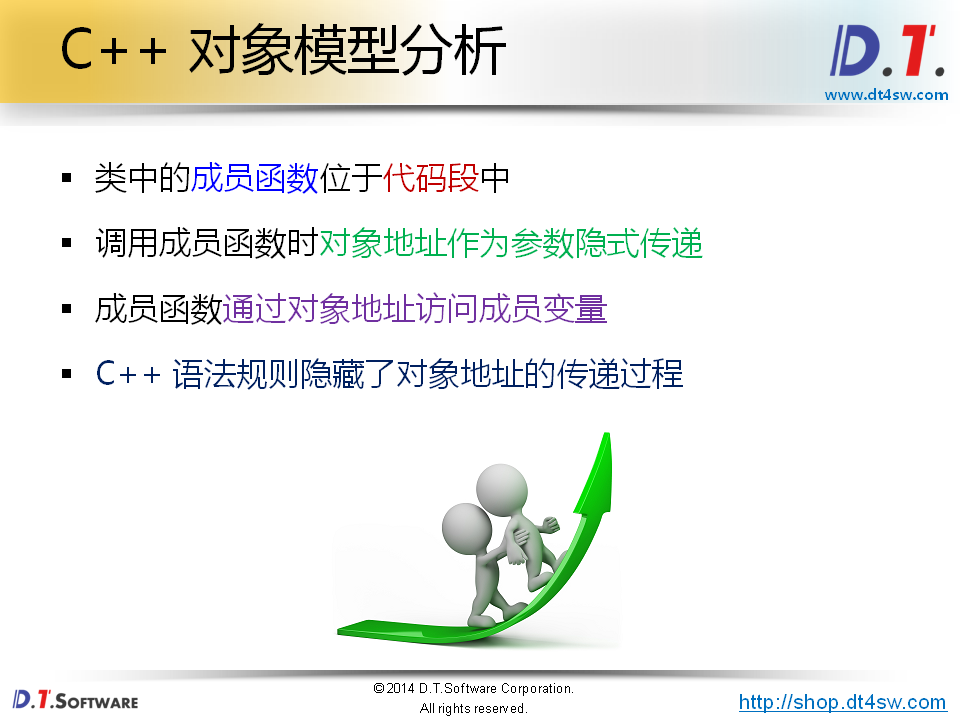 C++ 对象模型分析
D.T.
www.dt4sw.com
▪ 类中的成员函数位于代码段中
▪ 调用成员函数时对象地址作为参数隐式传递
▪ 成员函数通过对象地址访问成员变量
▪ C++ 语法规则隐藏了对象地址的传递过程
D.T.SOFTWARE
©2014 D.T.Software Corporation.
All rights reserved.
http://shop.dt4sw.com